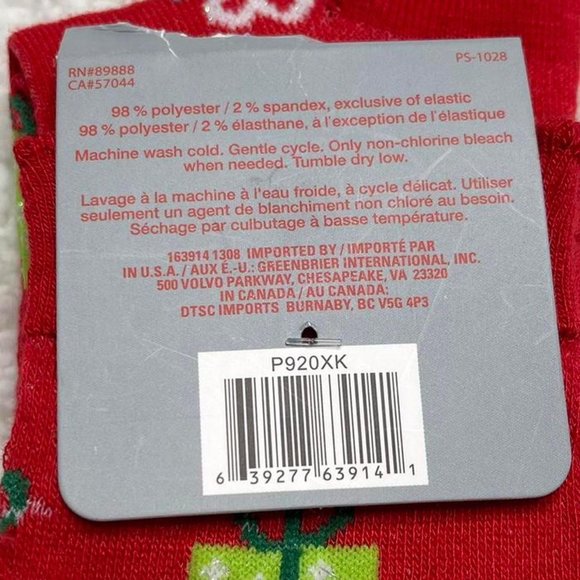 RN#89888
CA#57044
PS-1028
98 % polyester / 2 % spandex, exclusive of elastic
98 % polyester / 2 % élasthane, à l'exception de l'élastique
Machine wash cold. Gentle cycle. Only non-chlorine bleach
when needed. Tumble dry low.
Lavage à la machine à l'eau froide, à cycle délicat. Utiliser
seulement un agent de blanchiment non chloré au besoin.
Séchage par culbutage à basse température.
163914 1308 IMPORTED BY / IMPORTÉ PAR
IN U.S.A. / AUX É.-U.: GREENBRIER INTERNATIONAL, INC.
500 VOLVO PARKWAY, CHESAPEAKE, VA 23320
IN CANADA / AU CANADA:
DTSC IMPORTS BURNABY, BC V5G 4P3
P920XK
6 39277 63914 1